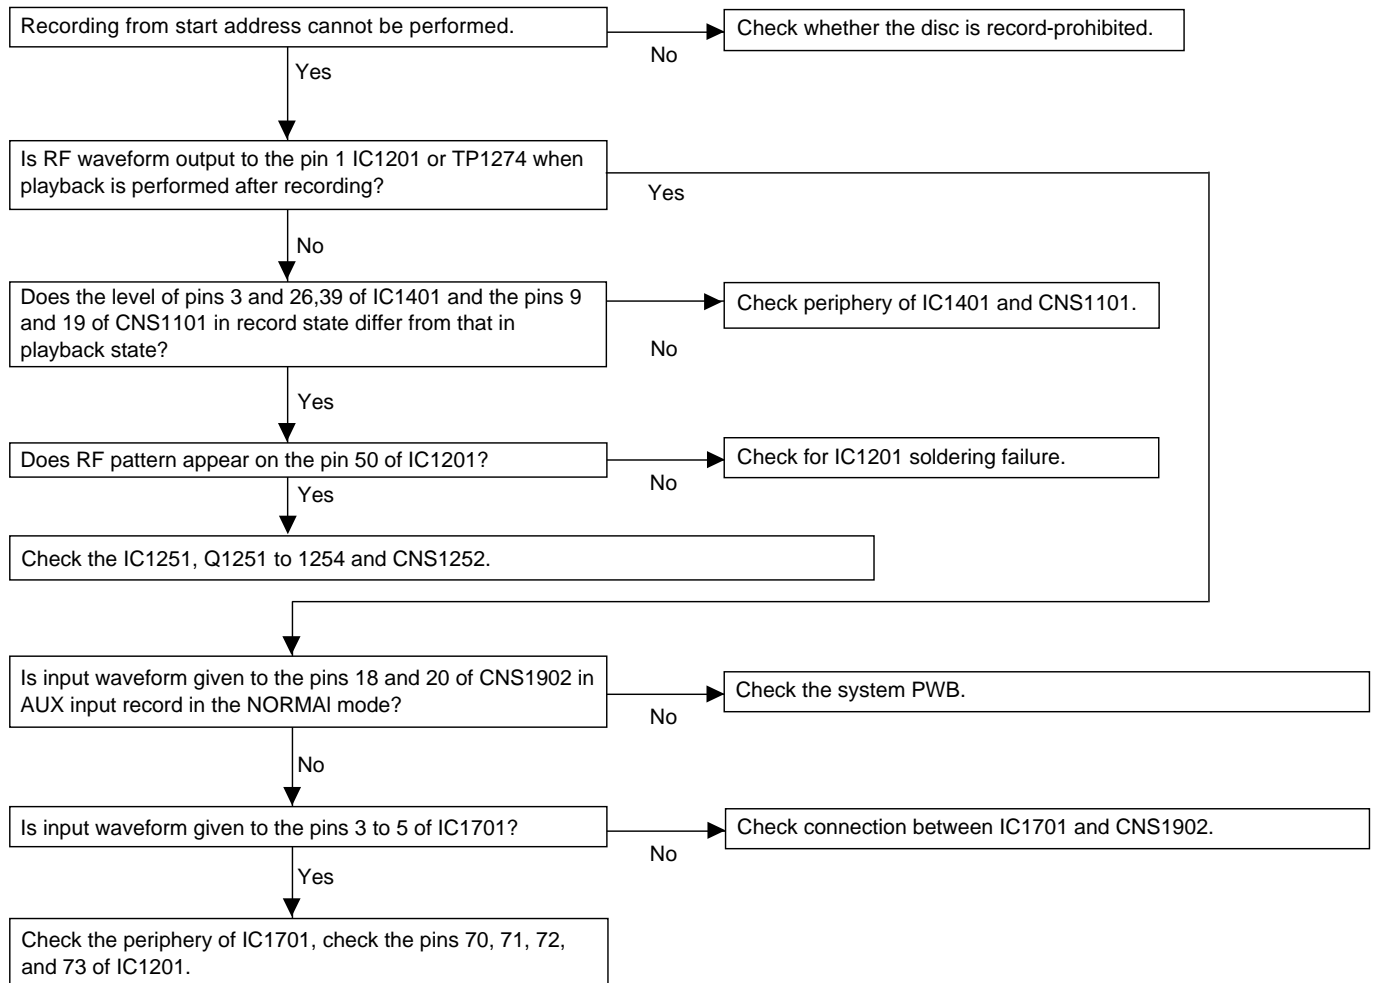 Recording from start address cannot be performed.
No
Check whether the disc is record-prohibited.
Yes
Is RF waveform output to the pin 1 IC1201 or TP1274 when
playback is performed after recording?
Yes
No
Does the level of pins 3 and 26,39 of IC1401 and the pins 9
and 19 of CNS1101 in record state differ from that in
playback state?
No
Check periphery of IC1401 and CNS1101.
Yes
Does RF pattern appear on the pin 50 of IC1201?
No
Check for IC1201 soldering failure.
Yes
Check the IC1251, Q1251 to 1254 and CNS1252.
Is input waveform given to the pins 18 and 20 of CNS1902 in
AUX input record in the NORMAl mode?
No
Check the system PWB.
No
Is input waveform given to the pins 3 to 5 of IC1701?
No
Check connection between IC1701 and CNS1902.
Yes
Check the periphery of IC1701, check the pins 70, 71, 72,
and 73 of IC1201.